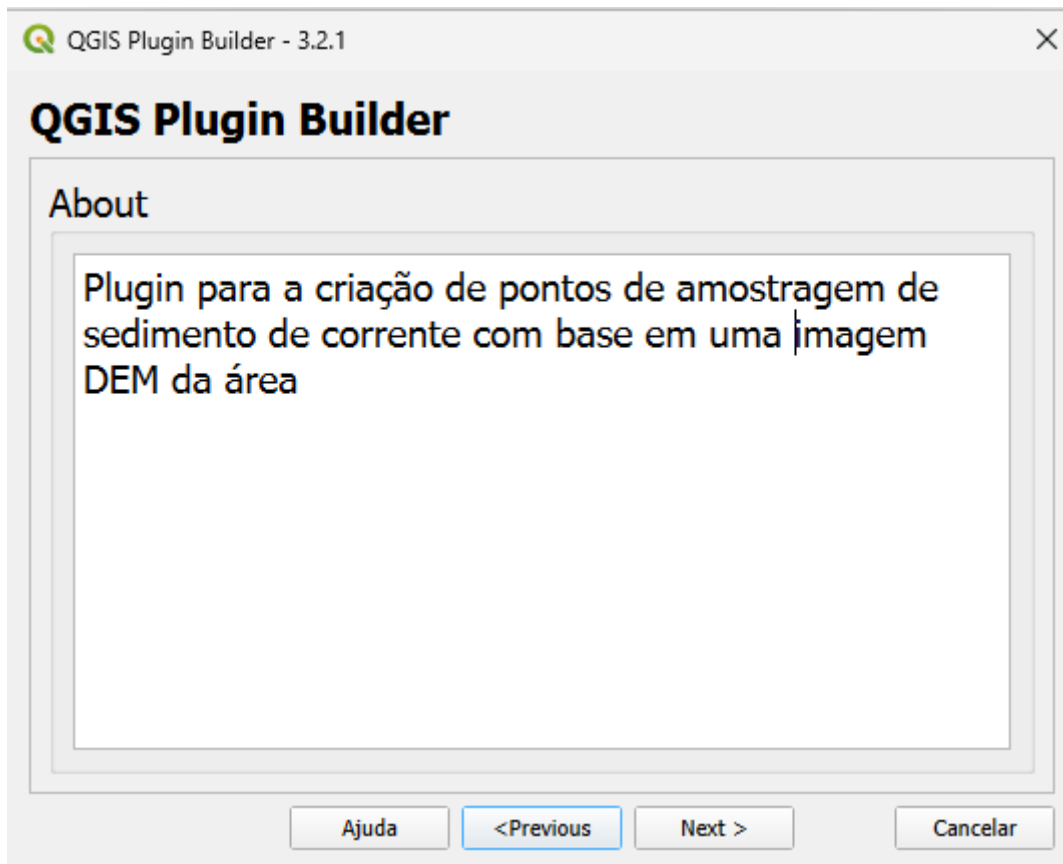 QGIS Plugin Builder - 3.2.1
QGIS Plugin Builder
About
Plugin para a criação de pontos de amostragem de
sedimento de corrente com base em uma imagem
DEM da área
Ajuda <Previous Next > Cancelar